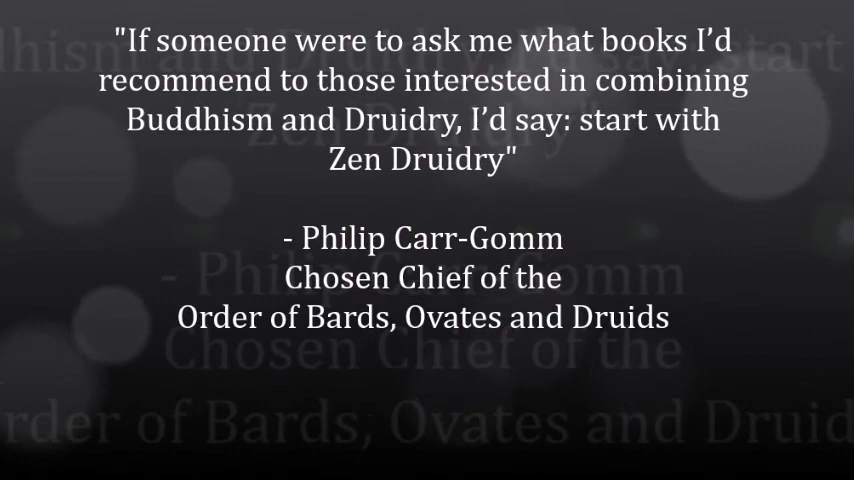 "If someone were to ask me what books I’d
recommend to those interested in combining
Buddhism and Druidry, I’d say: start with
Zen Druidry"
- Philip Carr-Gomm
Chosen Chief of the
Order of Bards, Ovates and Druids